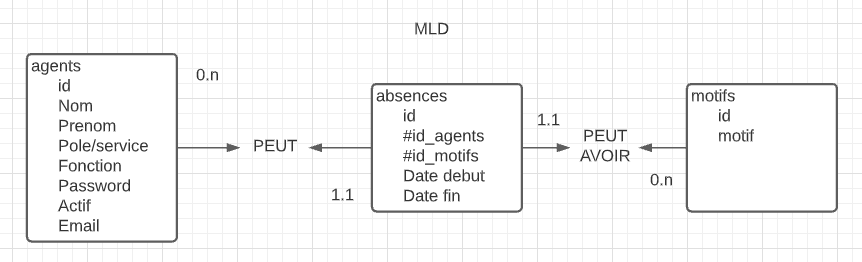 MLD
agents
id
Nom
Prenom
Pole/service
Fonction
Password
Actif
Email
0.n
PEUT
1.1
absences
id
#id_agents
#id_motifs
Date debut
Date fin
1.1
PEUT
AVOIR
0.n
motifs
id
motif